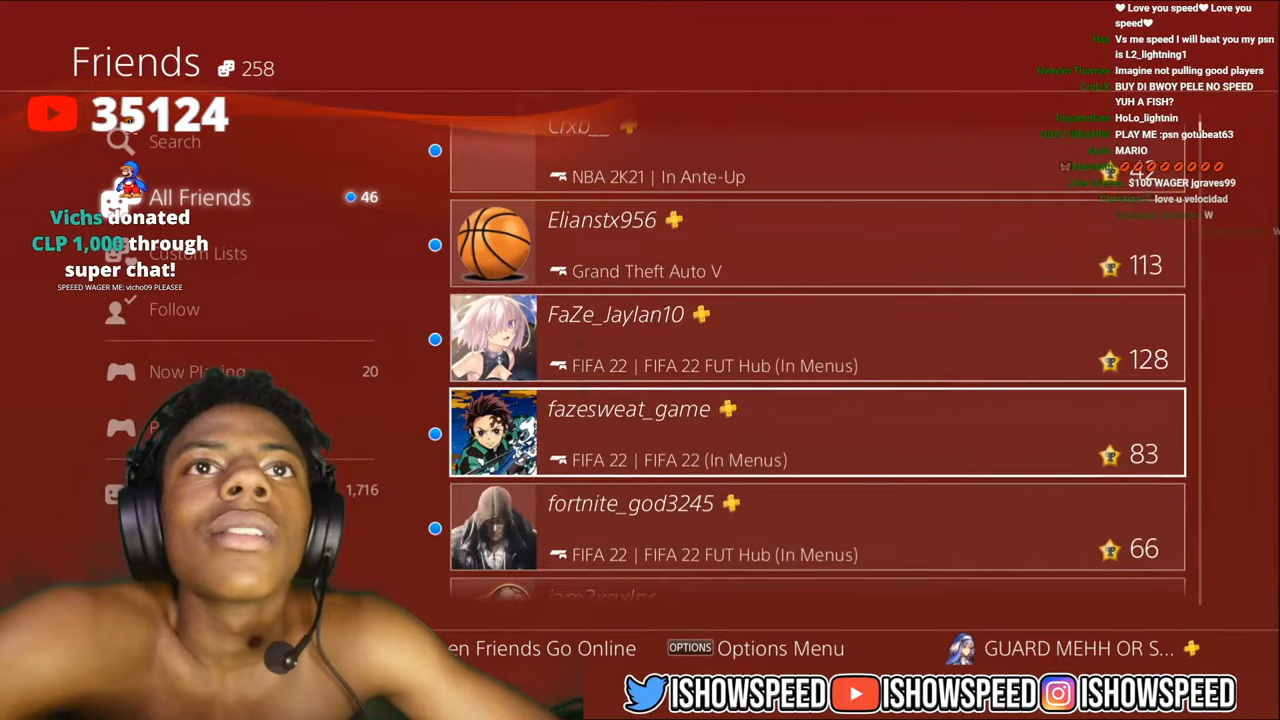 Friends 258
35124
Search
All Friends 46
Vichs donated
CLP 1,000 through
super chat!
SPEEED WAGER ME: vicho09 PLEASEE
Custom Lists
Follow
Now Playing 20
1,716
Crxb__
NBA 2K21 | In Ante-Up
42
Elianstx956
Grand Theft Auto V
113
FaZe_Jaylan10
FIFA 22 | FIFA 22 FUT Hub (In Menus)
128
fazesweat_game
FIFA 22 | FIFA 22 (In Menus)
83
fortnite_god3245
FIFA 22 | FIFA 22 FUT Hub (In Menus)
66
en Friends Go Online
OPTIONS Options Menu
GUARD MEHH OR S...
❤ Love you speed❤ Love you
speed❤
Vs me speed I will beat you my psn
is L2_lightning1
Imagine not pulling good players
BUY DI BWOY PELE NO SPEED
YUH A FISH?
HoLo_lightnin
PLAY ME :psn gotubeat63
MARIO
$100 WAGER jgraves99
love u velocidad
W
ISHOWSPEED ISHOWSPEED ISHOWSPEED